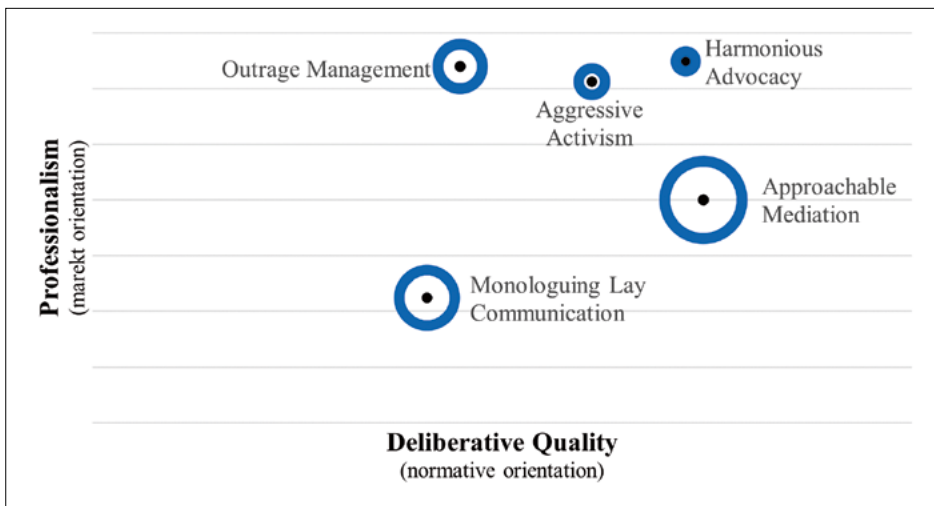 Outrage Management
Harmonious
Advocacy
Aggressive
Activism
Approachable
Mediation
Monologuing Lay
Communication
Professionalism
(marekt orientation)
Deliberative Quality
(normative orientation)